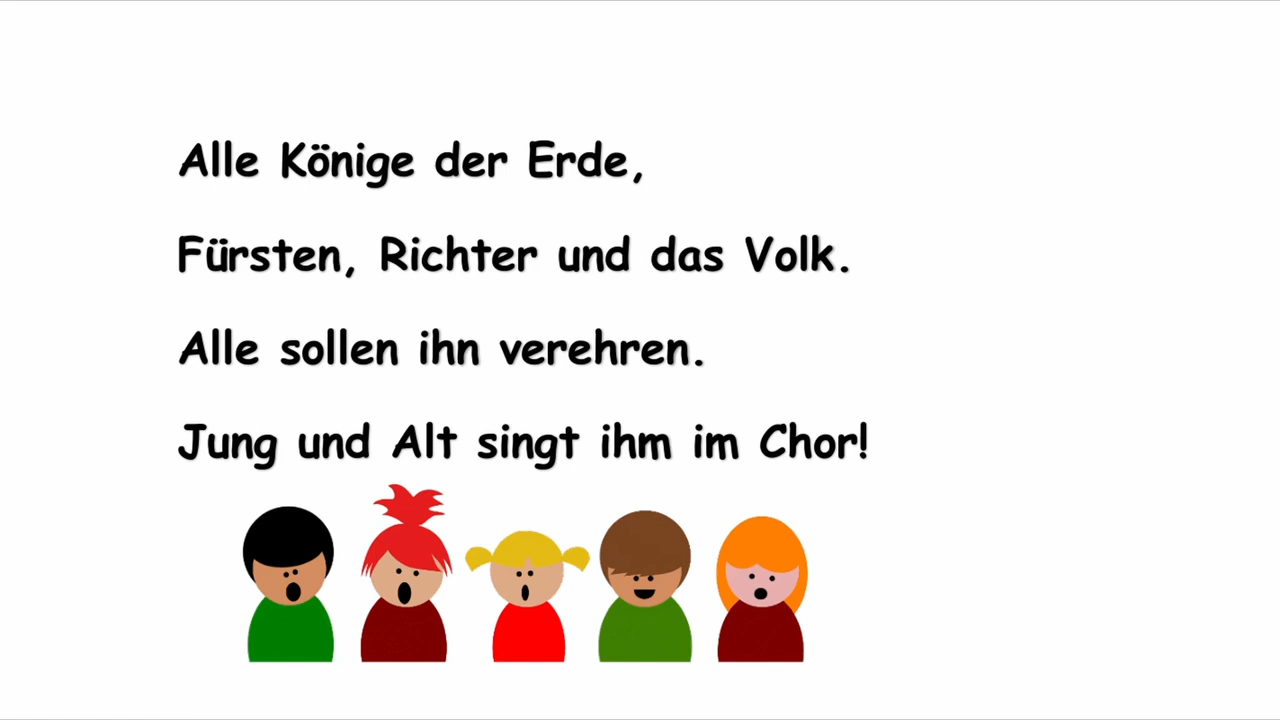 Alle Könige der Erde,
Fürsten, Richter und das Volk.
Alle sollen ihn verehren.
Jung und Alt singt ihm im Chor!